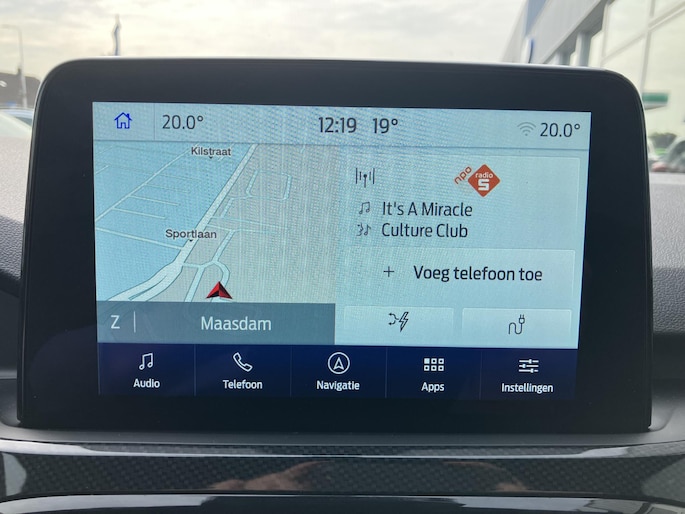 20.0°
12:19 19°
20.0°
Kilstraat
Sportlaan
Z
Maasdam
npo
radio
5
It's A Miracle
Culture Club
+ Voeg telefoon toe
Audio
Telefoon
Navigatie
Apps
Instellingen